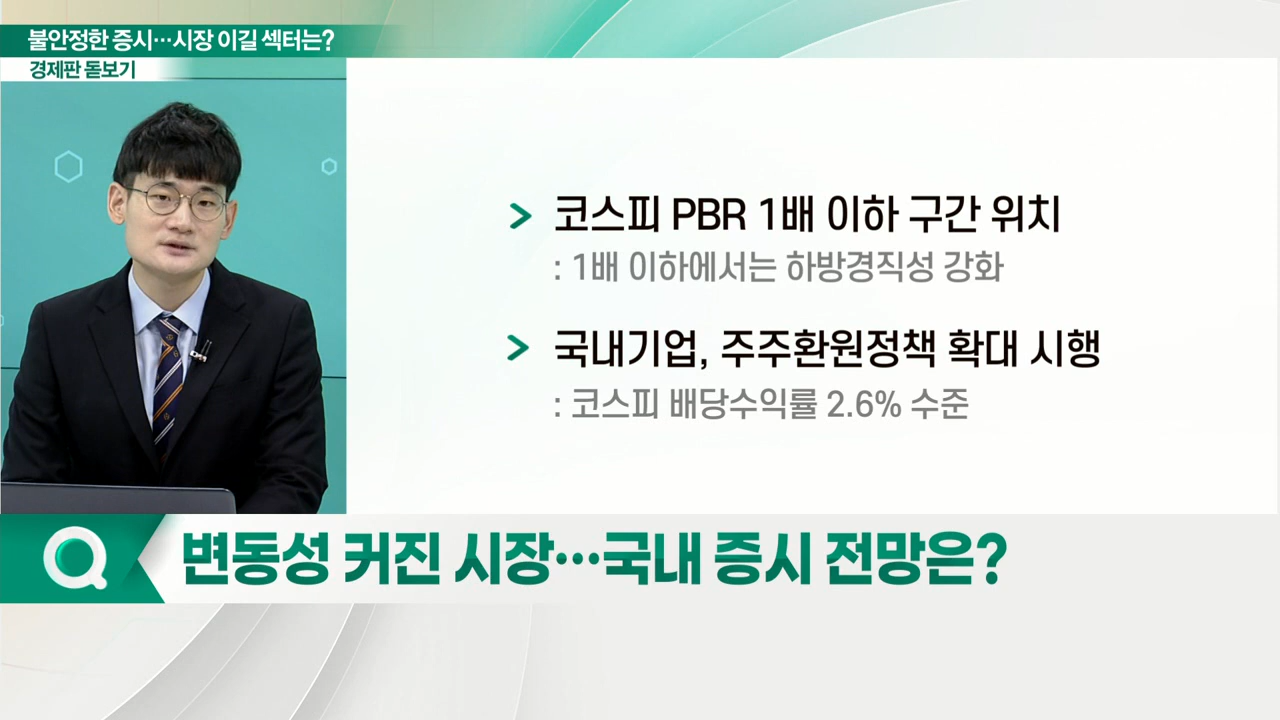 불안정한 증시…시장 이길 섹터는?
경제판 돋보기
코스피 PBR 1배 이하 구간 위치
: 1배 이하에서는 하방경직성 강화
국내기업, 주주환원정책 확대 시행
: 코스피 배당수익률 2.6% 수준
변동성 커진 시장…국내 증시 전망은?